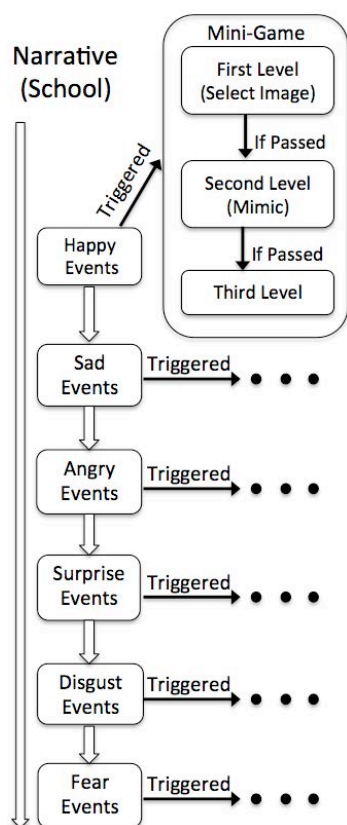 Narrative
(School)
Mini-Game
First Level
(Select Image)
If Passed
Second Level
(Mimic)
If Passed
Third Level
Triggered
Happy
Events
Sad
Events
Triggered
Angry
Events
Triggered
Surprise
Events
Triggered
Disgust
Events
Triggered
Fear
Events
Triggered